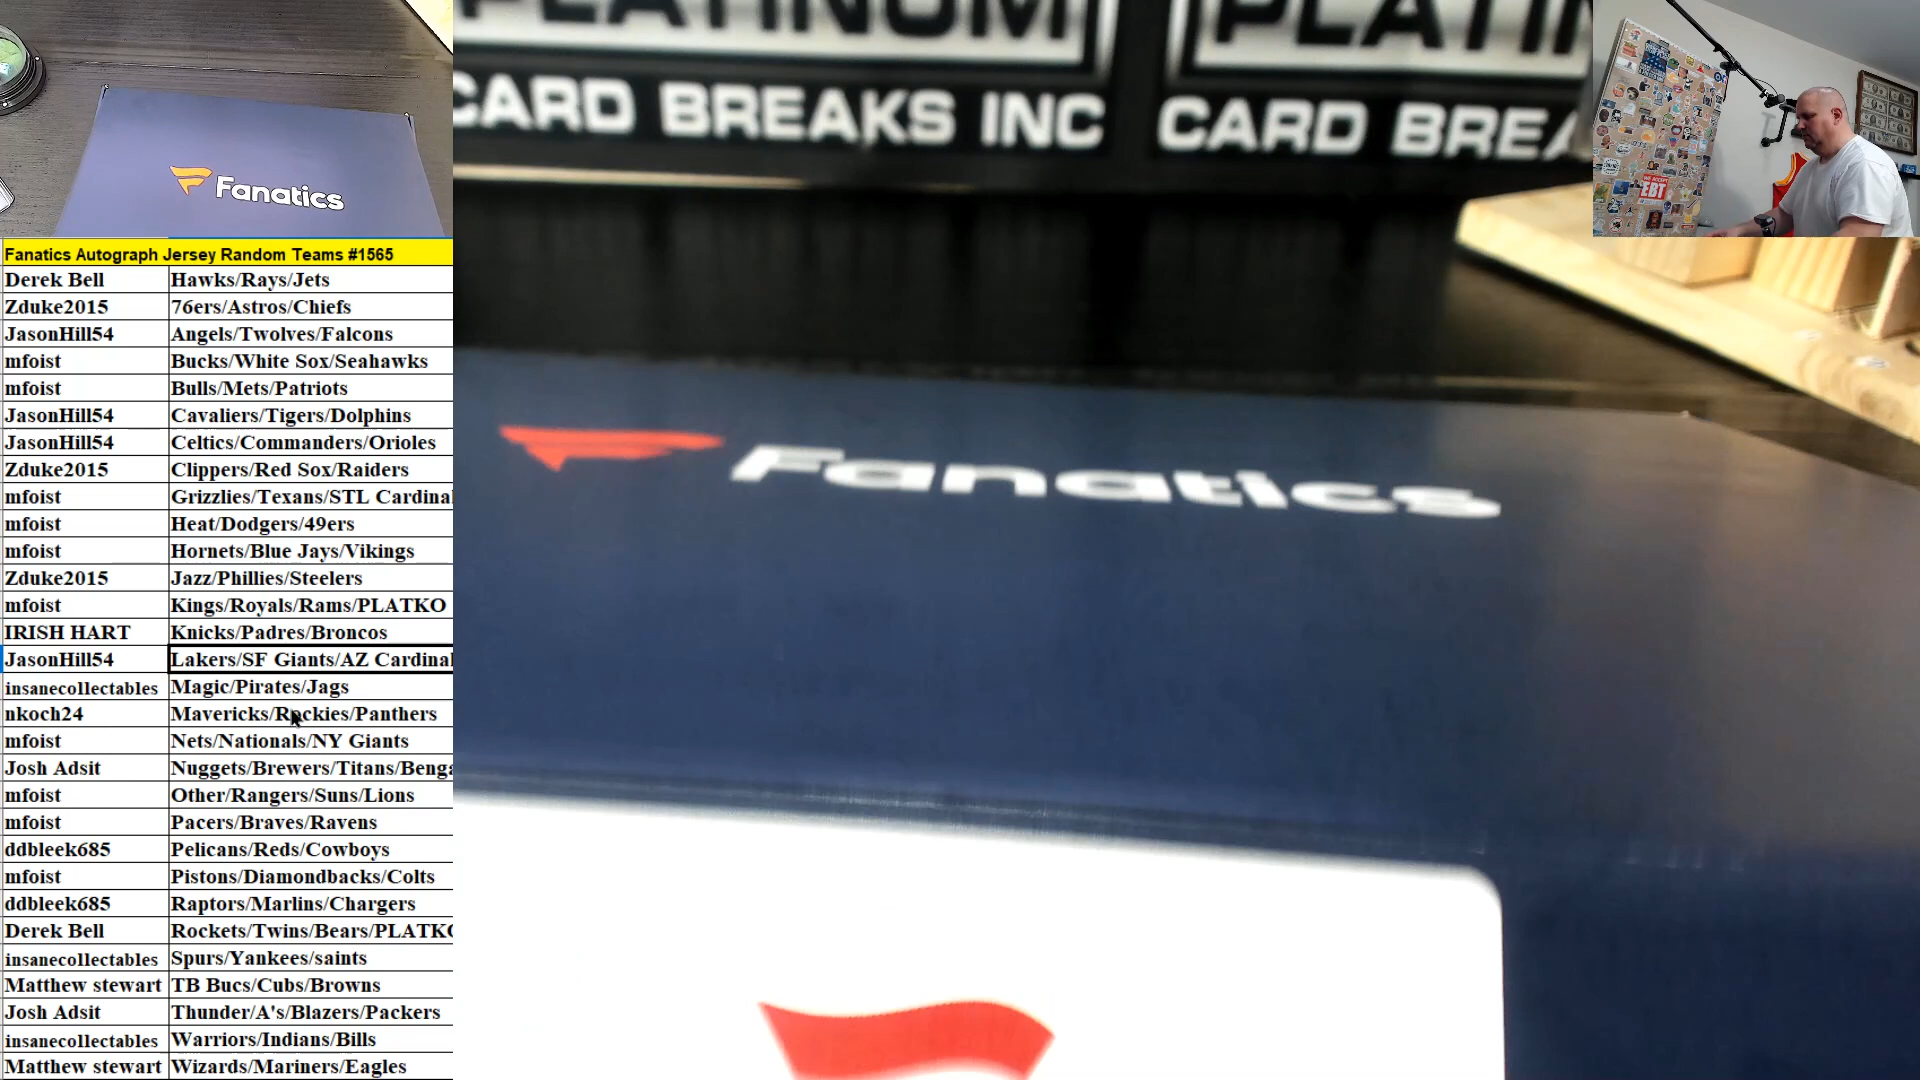 PLATINUM PLATIN
CARD BREAKS INC CARD BREA
Fanatics
EBT
Fanatics
Fanatics Autograph Jersey Random Teams #1565
Derek Bell Hawks/Rays/Jets
Zduke2015 76ers/Astros/Chiefs
JasonHill54 Angels/Twolves/Falcons
mfoist Bucks/White Sox/Seahawks
mfoist Bulls/Mets/Patriots
JasonHill54 Cavaliers/Tigers/Dolphins
JasonHill54 Celtics/Commanders/Orioles
Zduke2015 Clippers/Red Sox/Raiders
mfoist Grizzlies/Texans/STL Cardinal
mfoist Heat/Dodgers/49ers
mfoist Hornets/Blue Jays/Vikings
Zduke2015 Jazz/Phillies/Steelers
mfoist Kings/Royals/Rams/PLATKO
IRISH HART Knicks/Padres/Broncos
JasonHill54 Lakers/SF Giants/AZ Cardinal
insanecollectables Magic/Pirates/Jags
nkoch24 Mavericks/Rockies/Panthers
mfoist Nets/Nationals/NY Giants
Josh Adsit Nuggets/Brewers/Titans/Benga
mfoist Other/Rangers/Suns/Lions
mfoist Pacers/Braves/Ravens
ddbleek685 Pelicans/Reds/Cowboys
mfoist Pistons/Diamondbacks/Colts
ddbleek685 Raptors/Marlins/Chargers
Derek Bell Rockets/Twins/Bears/PLATKO
insanecollectables Spurs/Yankees/saints
Matthew stewart TB Bucs/Cubs/Browns
Josh Adsit Thunder/A's/Blazers/Packers
insanecollectables Warriors/Indians/Bills
Matthew stewart Wizards/Mariners/Eagles